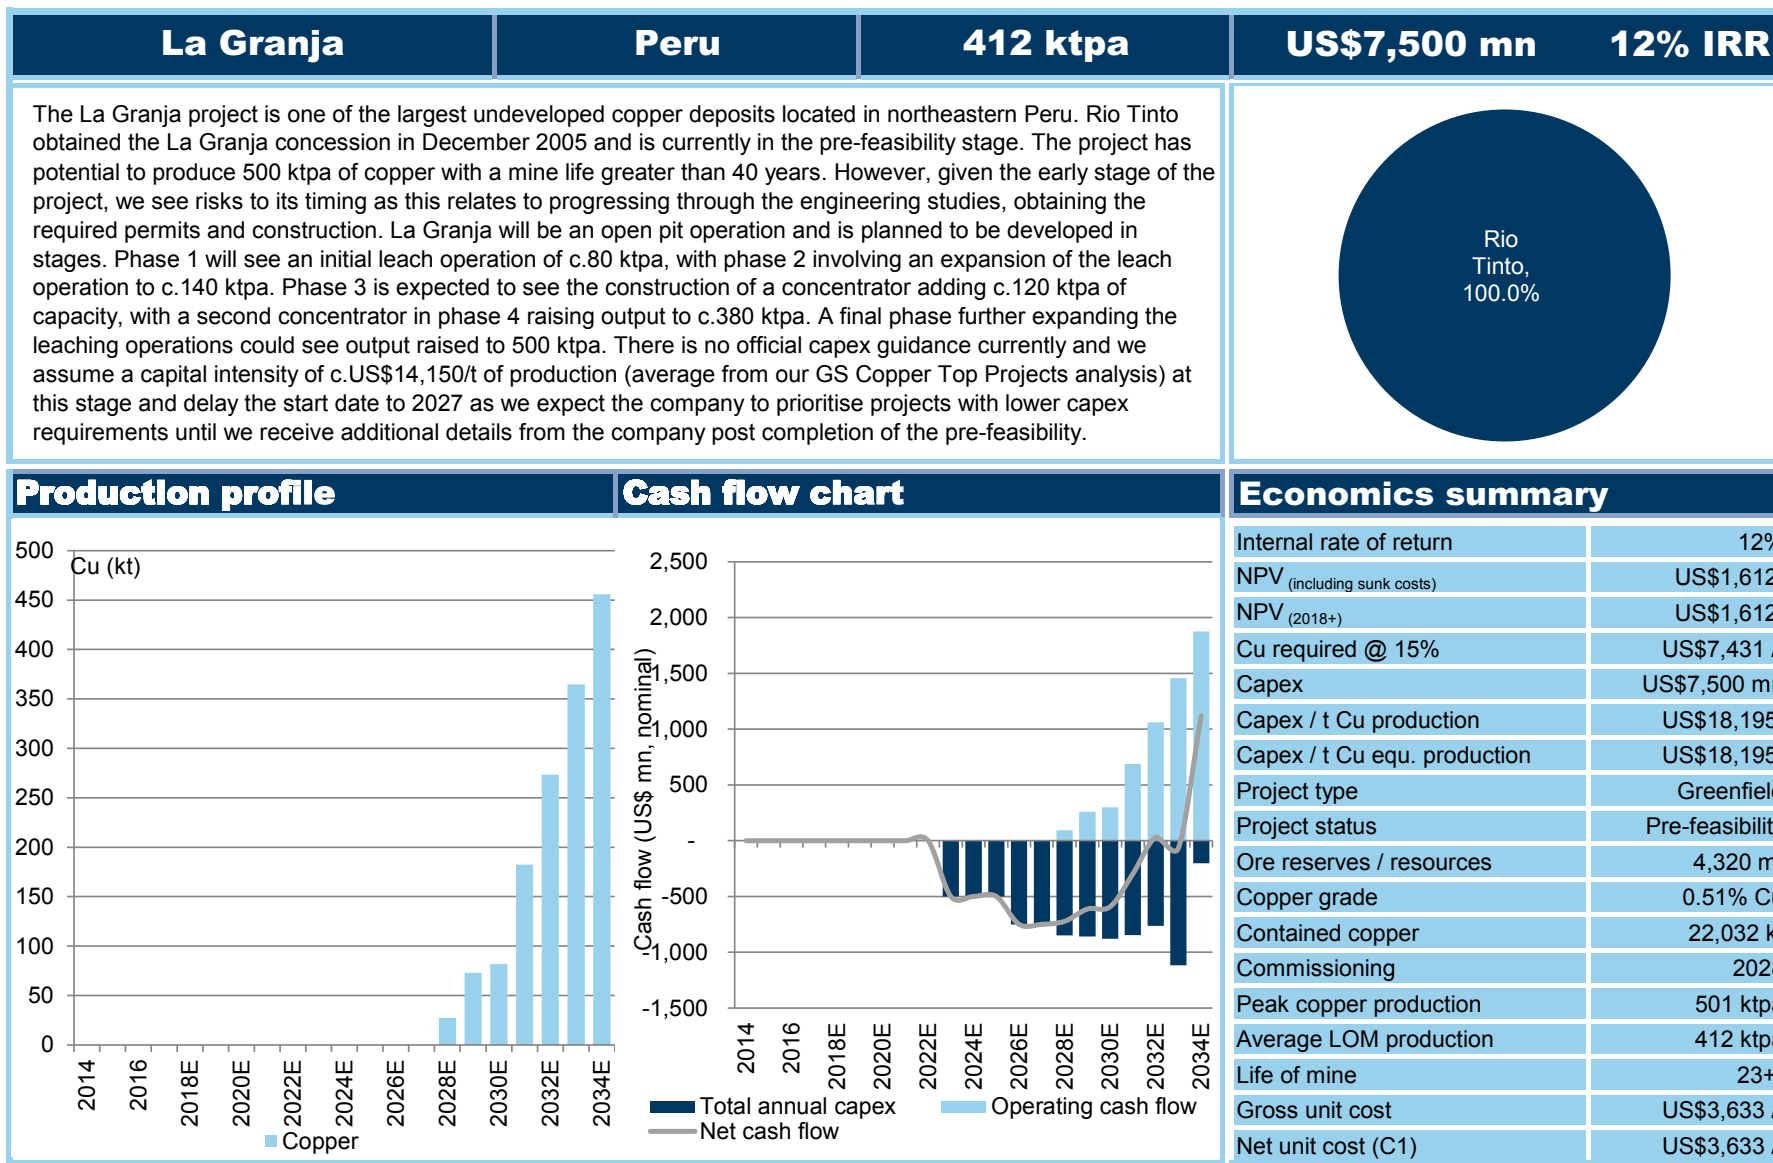 La Granja
Peru
412 ktpa
US$7,500 mn
12% IRR
The La Granja project is one of the largest undeveloped copper deposits located in northeastern Peru. Rio Tinto
obtained the La Granja concession in December 2005 and is currently in the pre-feasibility stage. The project has
potential to produce 500 ktpa of copper with a mine life greater than 40 years. However, given the early stage of the
project, we see risks to its timing as this relates to progressing through the engineering studies, obtaining the
required permits and construction. La Granja will be an open pit operation and is planned to be developed in
stages. Phase 1 will see an initial leach operation of c.80 ktpa, with phase 2 involving an expansion of the leach
operation to c.140 ktpa. Phase 3 is expected to see the construction of a concentrator adding c.120 ktpa of
capacity, with a second concentrator in phase 4 raising output to c.380 ktpa. A final phase further expanding the
leaching operations could see output raised to 500 ktpa. There is no official capex guidance currently and we
assume a capital intensity of c.US$14,150/t of production (average from our GS Copper Top Projects analysis) at
this stage and delay the start date to 2027 as we expect the company to prioritise projects with lower capex
requirements until we receive additional details from the company post completion of the pre-feasibility.
Rio
Tinto,
100.0%
Production profile
500
Cu (kt)
450
400
350
300
250
200
150
100
50
0
2014
2016
2018E
2020E
2022E
2024E
2026E
2028E
2030E
2032E
2034E
Copper
Cash flow chart
Cash flow (US$ mn, nominal)
2,500
2,000
1,500
1,000
500
-
-500
-1,000
-1,500
2014
2016
2018E
2020E
2022E
2024E
2026E
2028E
2030E
2032E
2034E
Total annual capex
Operating cash flow
Net cash flow
Economics summary
Internal rate of return 12%
NPV (including sunk costs) US$1,612
NPV (2018+) US$1,612
Cu required @ 15% US$7,431 /
Capex US$7,500 m
Capex / t Cu production US$18,195
Capex / t Cu equ. production US$18,195
Project type Greenfiel
Project status Pre-feasibilit
Ore reserves / resources 4,320 m
Copper grade 0.51% Cu
Contained copper 22,032 k
Commissioning 202
Peak copper production 501 ktp
Average LOM production 412 ktp
Life of mine 23+
Gross unit cost US$3,633 /
Net unit cost (C1) US$3,633 /